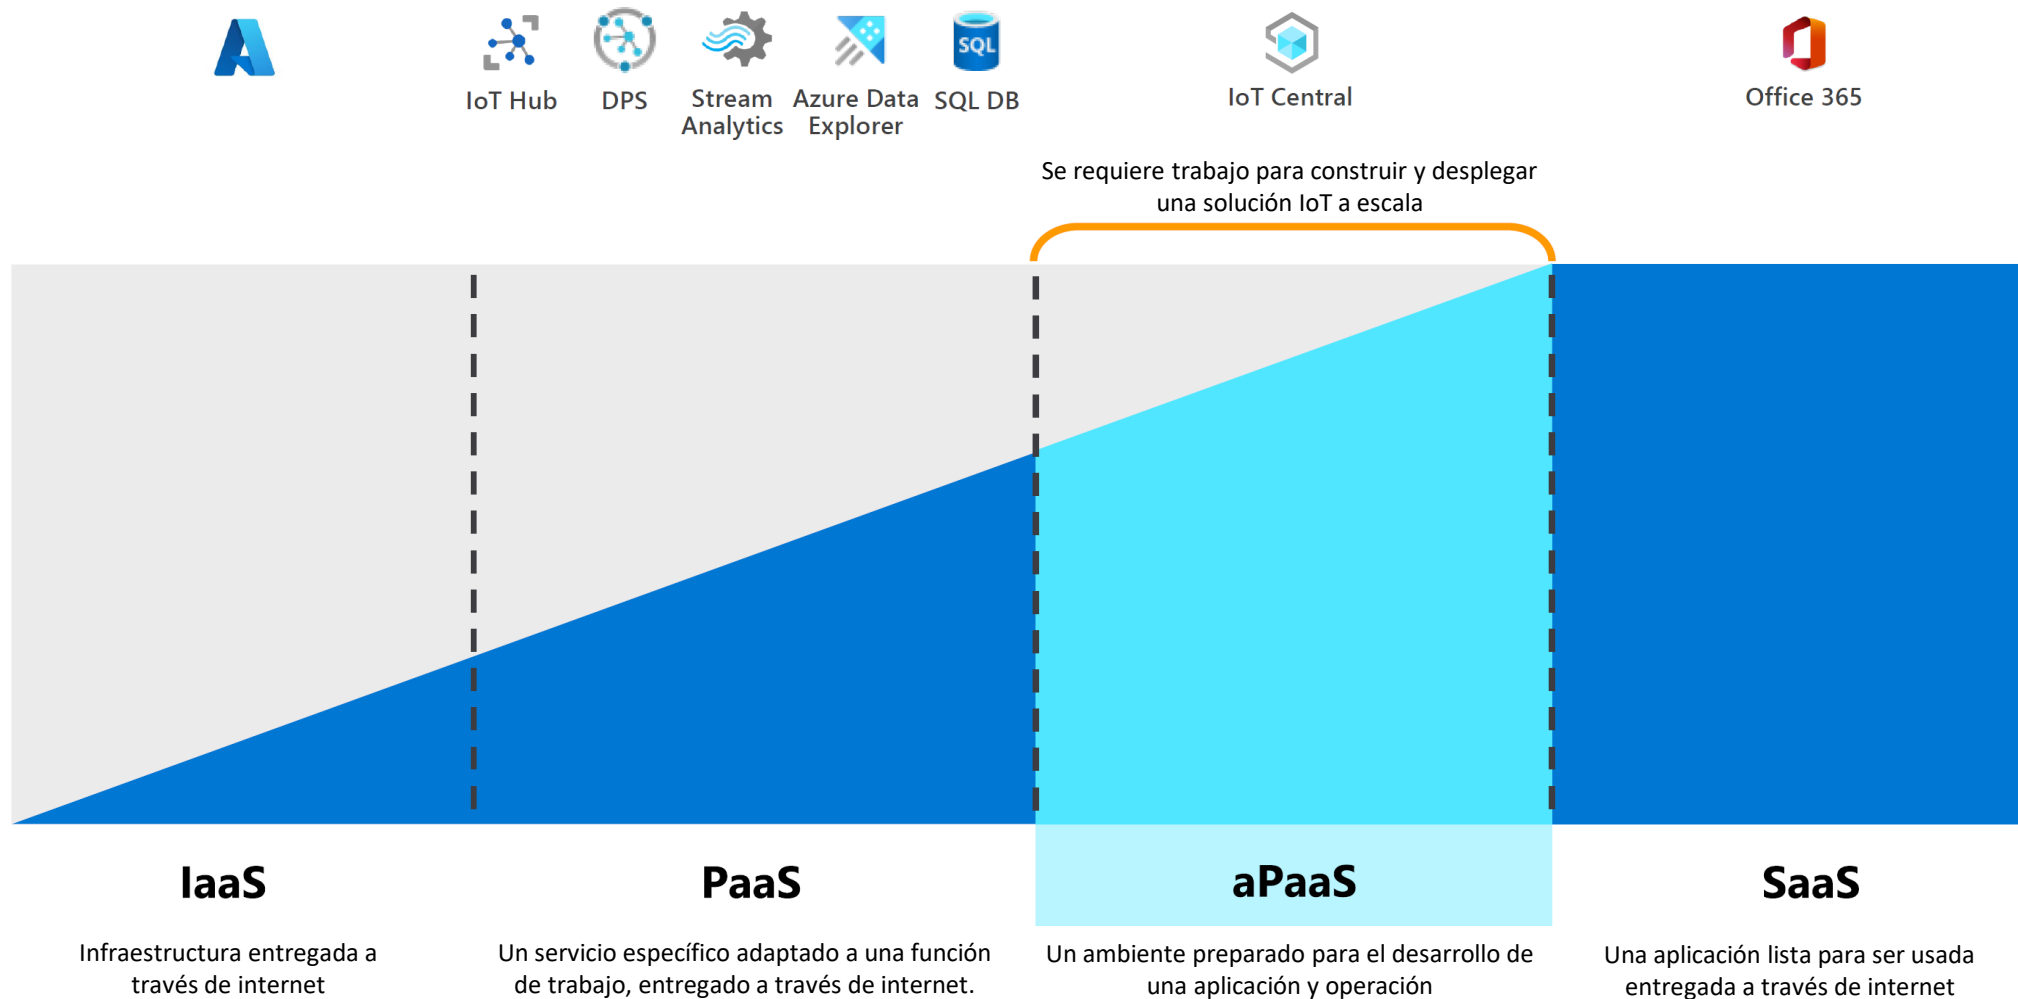 IoT Hub
DPS
Stream
Analytics
Azure Data
Explorer
SQL
SQL DB
IoT Central
Office 365
Se requiere trabajo para construir y desplegar
una solución IoT a escala
IaaS
PaaS
aPaaS
SaaS
Infraestructura entregada a
través de internet
Un servicio específico adaptado a una función
de trabajo, entregado a través de internet.
Un ambiente preparado para el desarrollo de
una aplicación y operación
Una aplicación lista para ser usada
entregada a través de internet